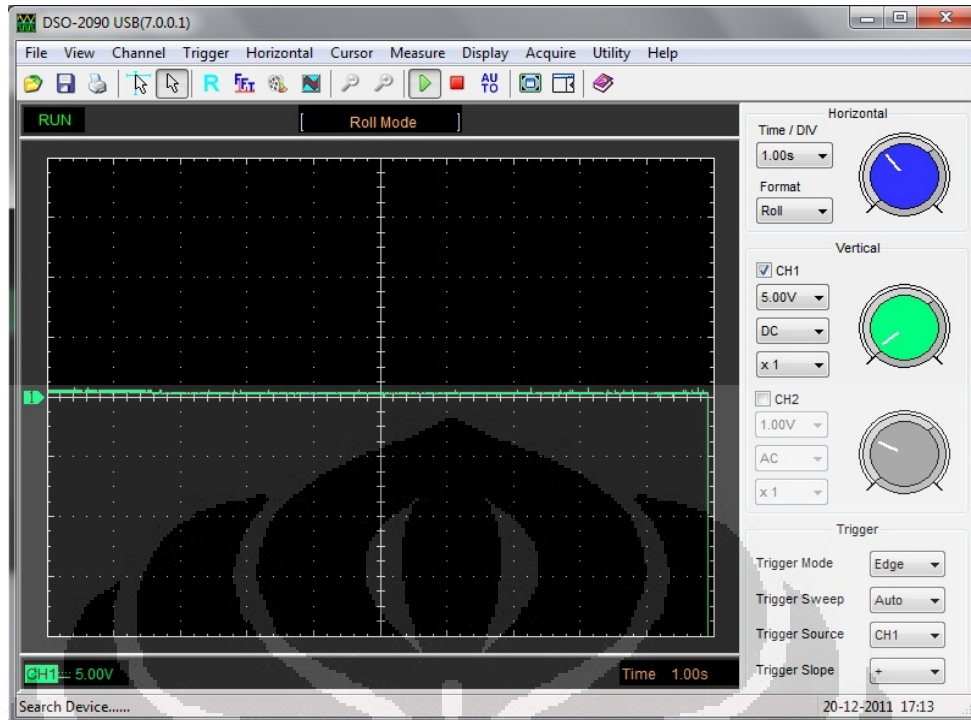 DSO-2090 USB(7.0.0.1)
File View Channel Trigger Horizontal Cursor Measure Display Acquire Utility Help
R FFT AUTO
RUN
[ Roll Mode ]
Horizontal
Time / DIV
1.00s
Format
Roll
Vertical
CH1
5.00V
DC
x 1
CH2
1.00V
AC
x 1
Trigger
Trigger Mode Edge
Trigger Sweep Auto
Trigger Source CH1
Trigger Slope +
1
CH1 5.00V
Time 1.00s
Search Device......
20-12-2011 17:13